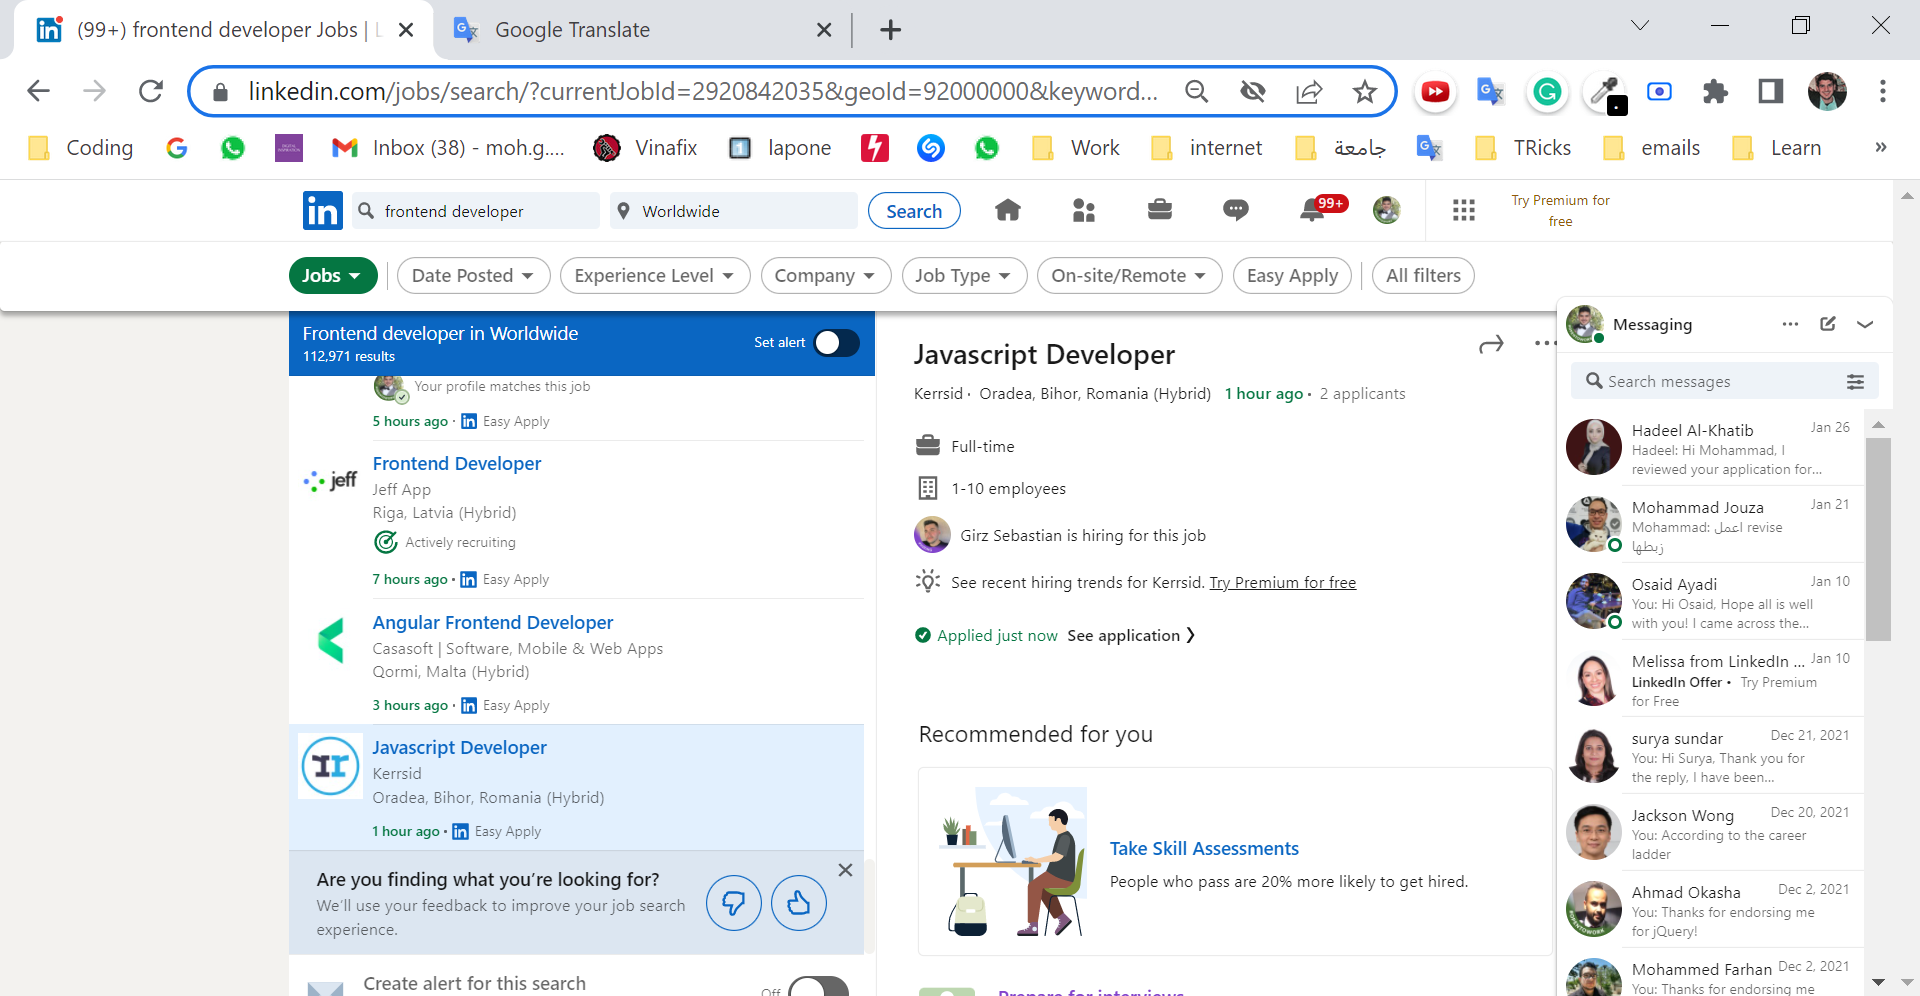 (99+) frontend developer Jobs | L
Google Translate
linkedin.com/jobs/search/?currentJobId=2920842035&geoId=92000000&keyword...
Coding
Inbox (38) - moh.g....
Vinafix
lapone
Work
internet
جامعة
TRicks
emails
Learn
»
in
frontend developer
Worldwide
Search
99+
Try Premium for
free
Jobs
Date Posted
Experience Level
Company
Job Type
On-site/Remote
Easy Apply
All filters
Frontend developer in Worldwide
112,971 results
Set alert
Your profile matches this job
5 hours ago · in Easy Apply
jeff
Frontend Developer
Jeff App
Riga, Latvia (Hybrid)
Actively recruiting
7 hours ago · in Easy Apply
Angular Frontend Developer
Casasoft | Software, Mobile & Web Apps
Qormi, Malta (Hybrid)
3 hours ago · in Easy Apply
Javascript Developer
Kerrsid
Oradea, Bihor, Romania (Hybrid)
1 hour ago · in Easy Apply
Are you finding what you're looking for?
We'll use your feedback to improve your job search
experience.
Create alert for this search
Off
Javascript Developer
Kerrsid · Oradea, Bihor, Romania (Hybrid) 1 hour ago · 2 applicants
Full-time
1-10 employees
Girz Sebastian is hiring for this job
See recent hiring trends for Kerrsid. Try Premium for free
Applied just now See application ❯
Recommended for you
Take Skill Assessments
People who pass are 20% more likely to get hired.
Prepare for interviews
Messaging
Search messages
Hadeel Al-Khatib Jan 26
Hadeel: Hi Mohammad, I
reviewed your application for...
Mohammad Jouza Jan 21
Mohammad: اعمل revise
زبطها
Osaid Ayadi Jan 10
You: Hi Osaid, Hope all is well
with you! I came across the...
Melissa from LinkedIn ... Jan 10
LinkedIn Offer • Try Premium
for Free
surya sundar Dec 21, 2021
You: Hi Surya, Thank you for
the reply, I have been...
Jackson Wong Dec 20, 2021
You: According to the career
ladder
Ahmad Okasha Dec 2, 2021
You: Thanks for endorsing me
for jQuery!
Mohammed Farhan Dec 2, 2021
You: Thanks for endorsing me